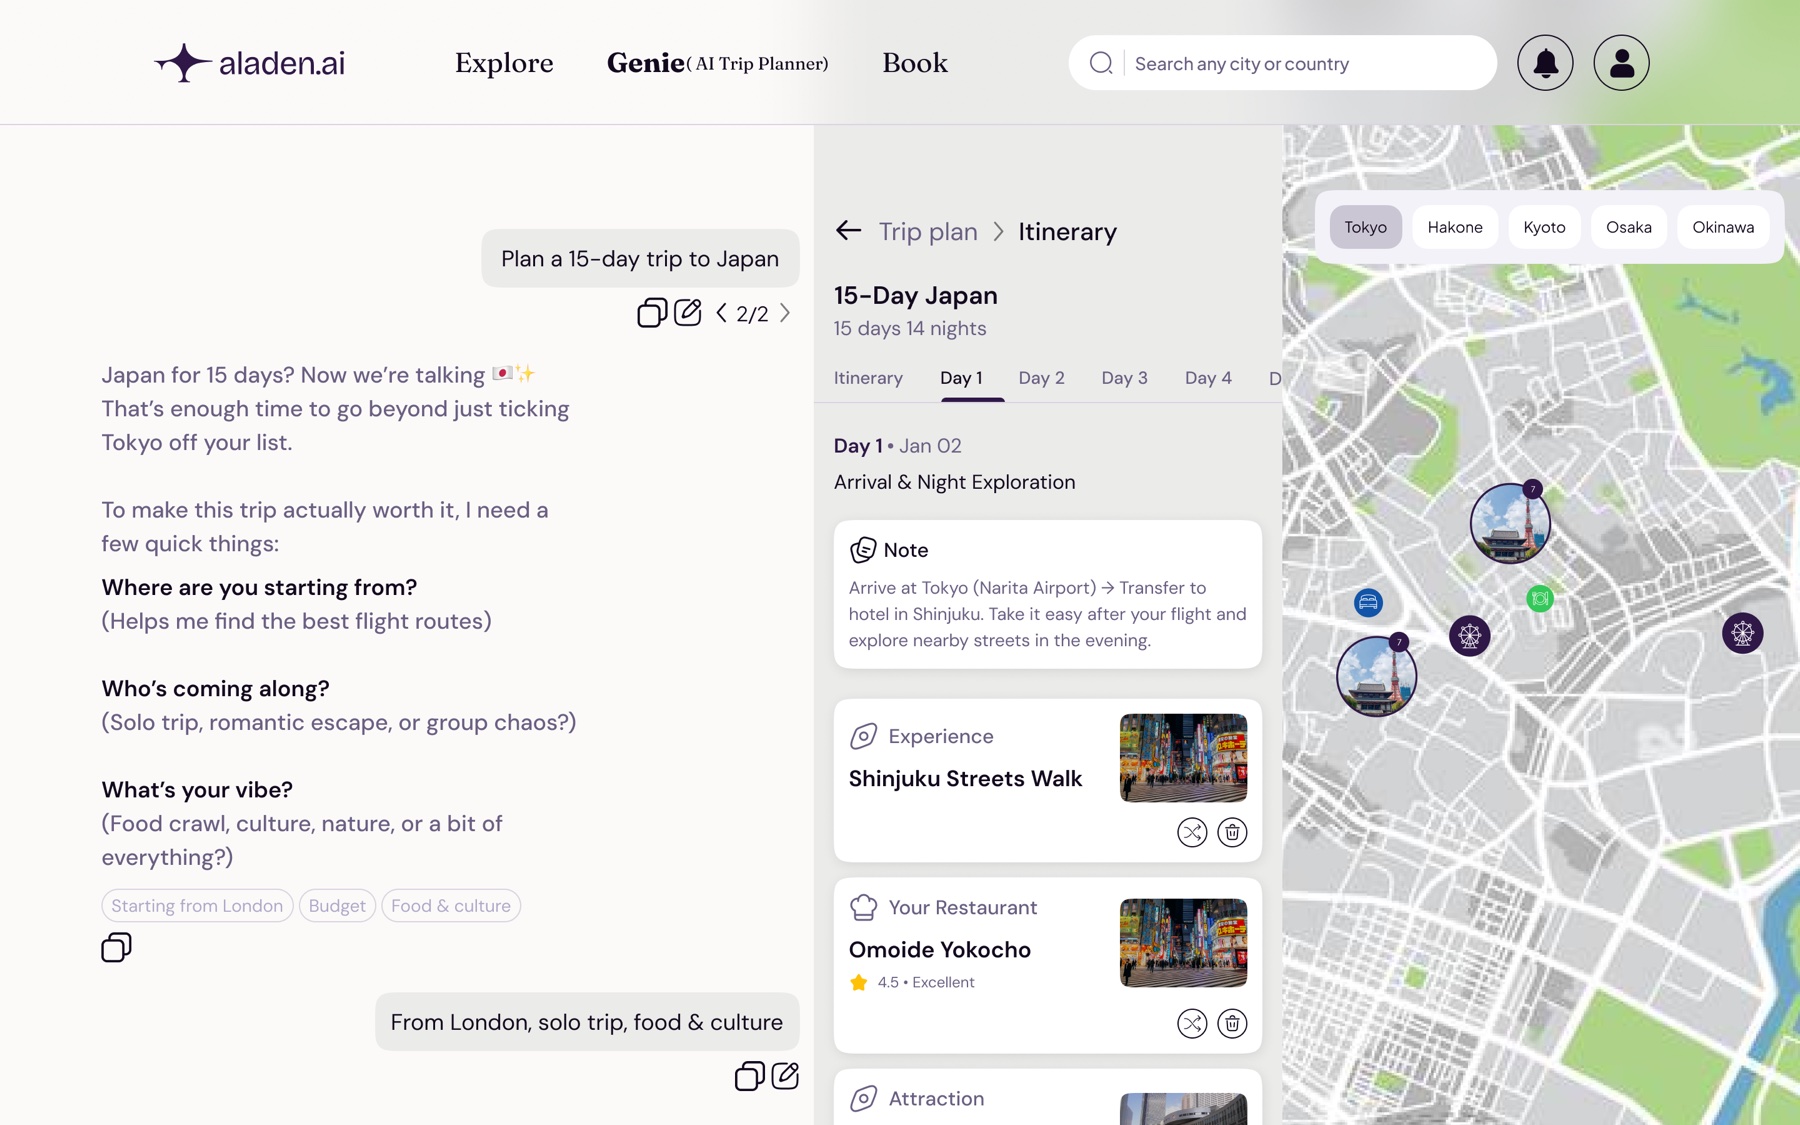 aladen.ai
Explore
Genie( AI Trip Planner)
Book
Search any city or country
Plan a 15-day trip to Japan
2/2
Japan for 15 days? Now we’re talking 🇯🇵✨
That’s enough time to go beyond just ticking
Tokyo off your list.
To make this trip actually worth it, I need a
few quick things:
Where are you starting from?
(Helps me find the best flight routes)
Who’s coming along?
(Solo trip, romantic escape, or group chaos?)
What’s your vibe?
(Food crawl, culture, nature, or a bit of
everything?)
Starting from London
Budget
Food & culture
From London, solo trip, food & culture
Trip plan > Itinerary
15-Day Japan
15 days 14 nights
Itinerary
Day 1
Day 2
Day 3
Day 4
D
Day 1 • Jan 02
Arrival & Night Exploration
Note
Arrive at Tokyo (Narita Airport) → Transfer to
hotel in Shinjuku. Take it easy after your flight and
explore nearby streets in the evening.
Experience
Shinjuku Streets Walk
Your Restaurant
Omoide Yokocho
4.5 • Excellent
Attraction
Tokyo
Hakone
Kyoto
Osaka
Okinawa
7
7